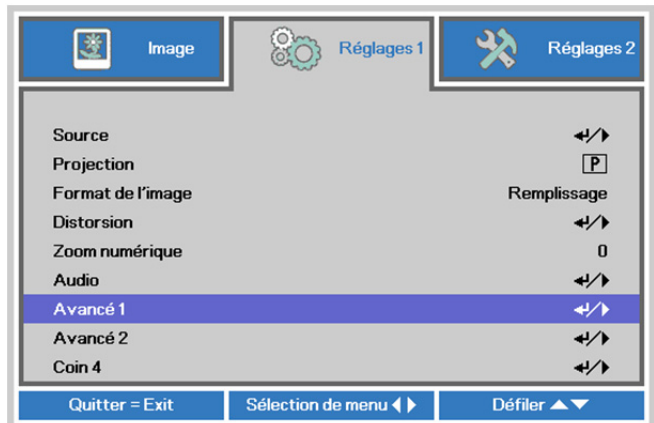 Image
Réglages 1
Réglages 2
Source ↵/▶
Projection P
Format de l'image Remplissage
Distorsion ↵/▶
Zoom numérique 0
Audio ↵/▶
Avancé 1 ↵/▶
Avancé 2 ↵/▶
Coin 4 ↵/▶
Quitter = Exit
Sélection de menu ◀▶
Défiler ▲▼